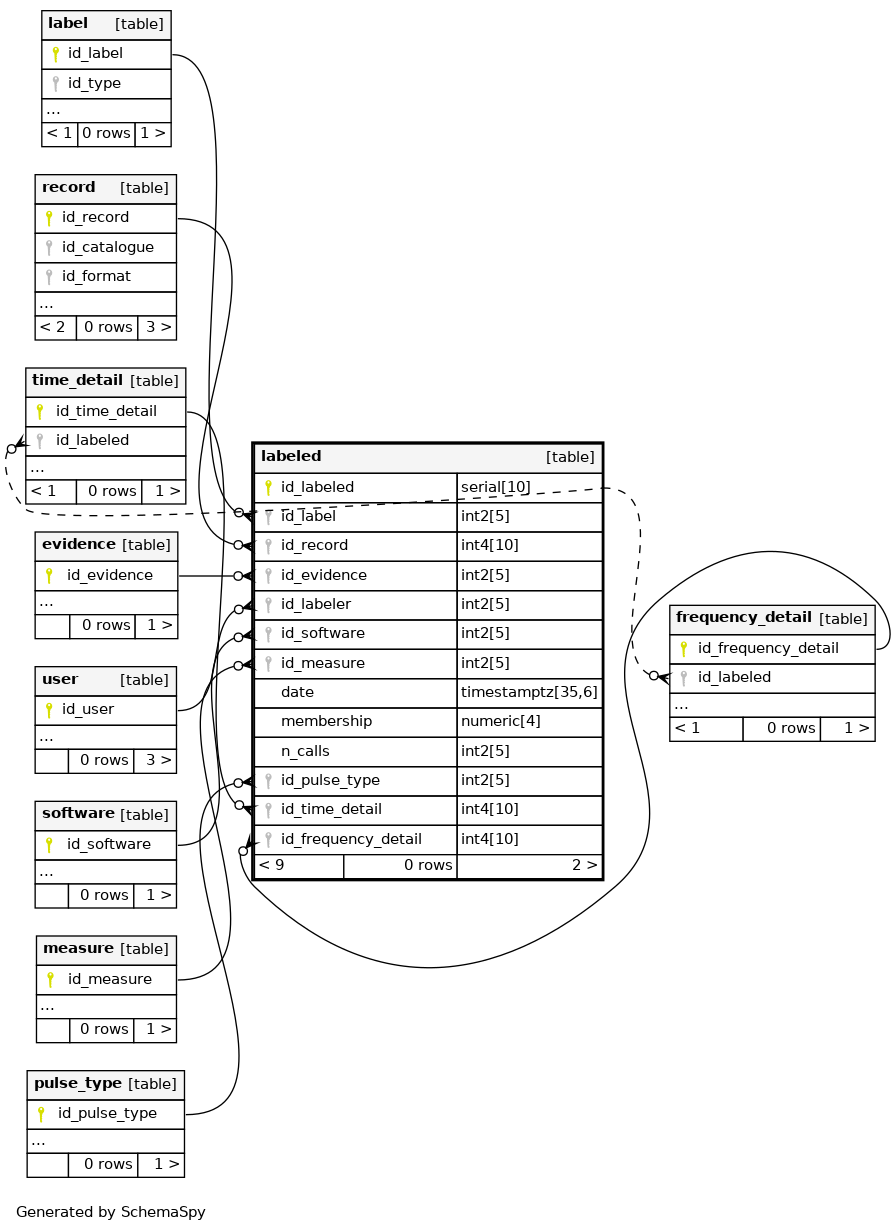 label [table]
id_label
id_type
...
< 1 0 rows 1 >
record [table]
id_record
id_catalogue
id_format
...
< 2 0 rows 3 >
time_detail [table]
id_time_detail
id_labeled
...
< 1 0 rows 1 >
evidence [table]
id_evidence
...
0 rows 1 >
user [table]
id_user
...
0 rows 3 >
software [table]
id_software
...
0 rows 1 >
measure [table]
id_measure
...
0 rows 1 >
pulse_type [table]
id_pulse_type
...
0 rows 1 >
labeled [table]
id_labeled serial[10]
id_label int2[5]
id_record int4[10]
id_evidence int2[5]
id_labeler int2[5]
id_software int2[5]
id_measure int2[5]
date timestamptz[35,6]
membership numeric[4]
n_calls int2[5]
id_pulse_type int2[5]
id_time_detail int4[10]
id_frequency_detail int4[10]
< 9 0 rows 2 >
frequency_detail [table]
id_frequency_detail
id_labeled
...
< 1 0 rows 1 >
Generated by SchemaSpy